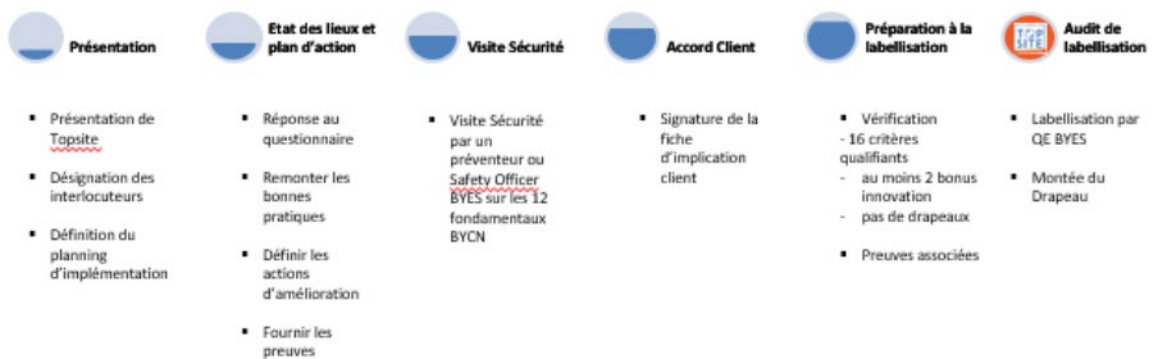 Présentation
Etat des lieux et
plan d'action
Visite Sécurité
Accord Client
Préparation à la
labellisation
TOP
SITE
Audit de
labellisation
▪ Présentation de
Topsite
▪ Désignation des
interlocuteurs
▪ Définition du
planning
d'implémentation
▪ Réponse au
questionnaire
▪ Remonter les
bonnes
pratiques
▪ Définir les
actions
d'amélioration
▪ Fournir les
preuves
▪ Visite Sécurité
par un
préventeur ou
Safety Officer
BYES sur les 12
fondamentaux
BYCN
▪ Signature de la
fiche
d'implication
client
▪ Vérification
- 16 critères
qualifiants
- au moins 2 bonus
innovation
- pas de drapeaux
▪ Preuves associées
▪ Labellisation par
QE BYES
▪ Montée du
Drapeau